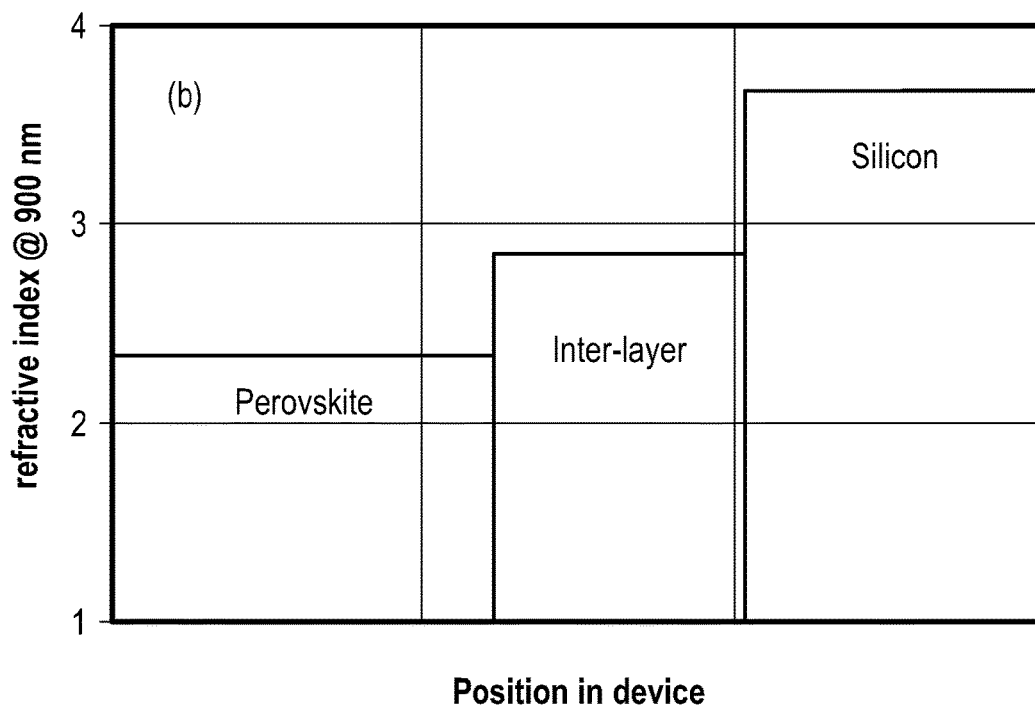 4
(b)
Silicon
3
Inter-layer
Perovskite
2
1
refractive index @ 900 nm
Position in device